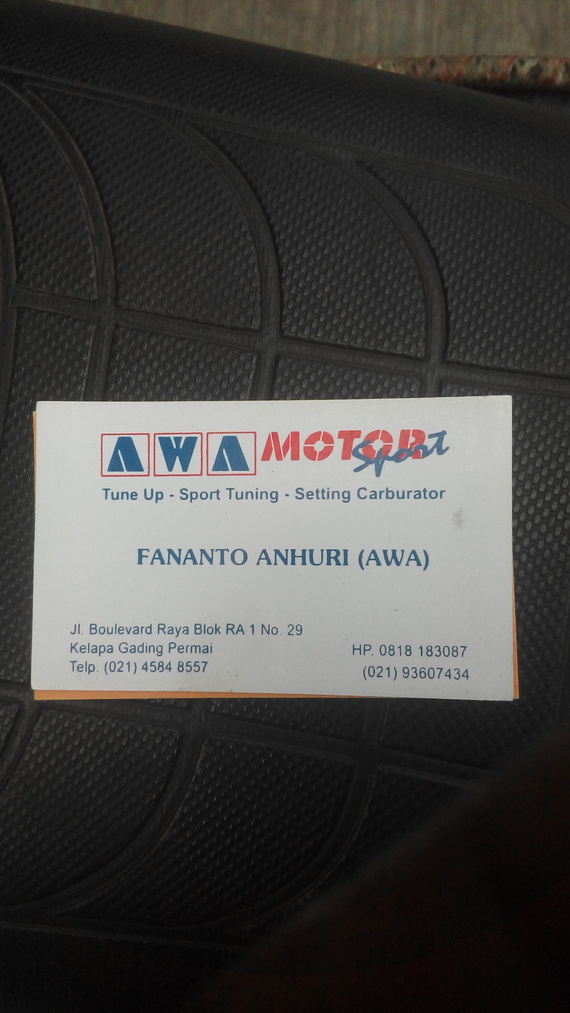 AWA MOTOR Sport
Tune Up - Sport Tuning - Setting Carburator
FANANTO ANHURI (AWA)
Jl. Boulevard Raya Blok RA 1 No. 29
Kelapa Gading Permai
Telp. (021) 4584 8557
HP. 0818 183087
(021) 93607434